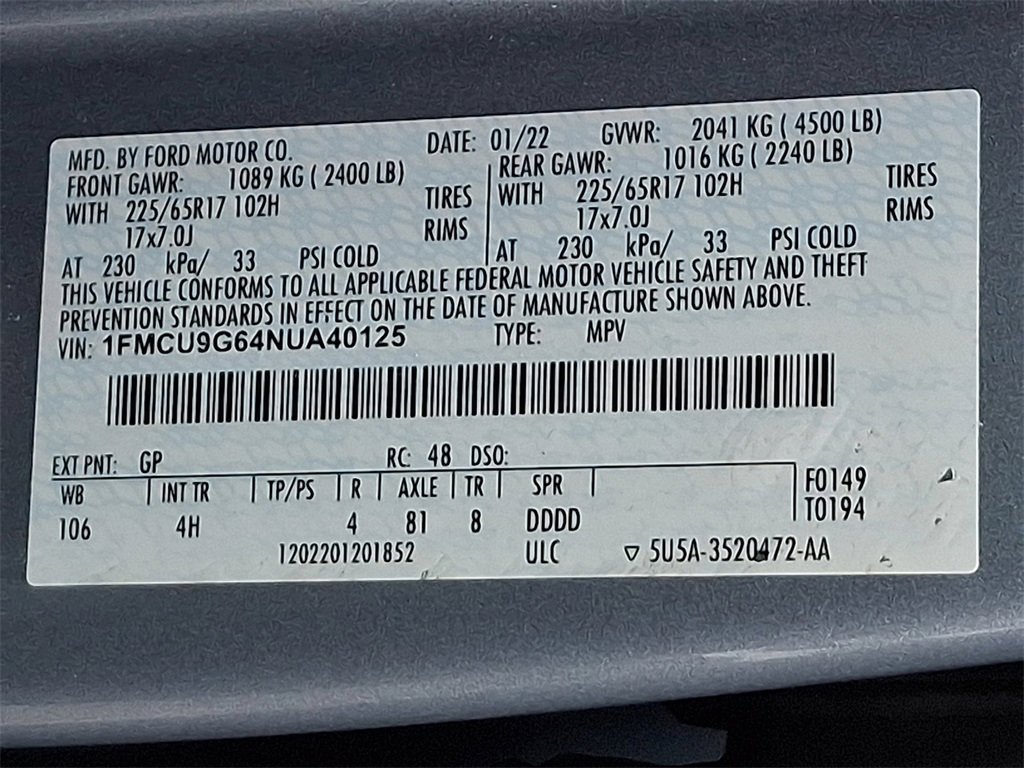 MFD. BY FORD MOTOR CO. DATE: 01/22 GVWR: 2041 KG ( 4500 LB)
FRONT GAWR: 1089 KG ( 2400 LB) REAR GAWR: 1016 KG ( 2240 LB)
WITH 225/65R17 102H TIRES WITH 225/65R17 102H TIRES
17x7.0J RIMS 17x7.0J RIMS
AT 230 kPa/ 33 PSI COLD AT 230 kPa/ 33 PSI COLD
THIS VEHICLE CONFORMS TO ALL APPLICABLE FEDERAL MOTOR VEHICLE SAFETY AND THEFT
PREVENTION STANDARDS IN EFFECT ON THE DATE OF MANUFACTURE SHOWN ABOVE.
VIN: 1FMCU9G64NUA40125 TYPE: MPV
EXT PNT: GP RC: 48 DSO:
WB INT TR TP/PS R AXLE TR SPR F0149
106 4H 4 81 8 DDDD T0194
1202201201852 ULC ▽ 5U5A-3520472-AA